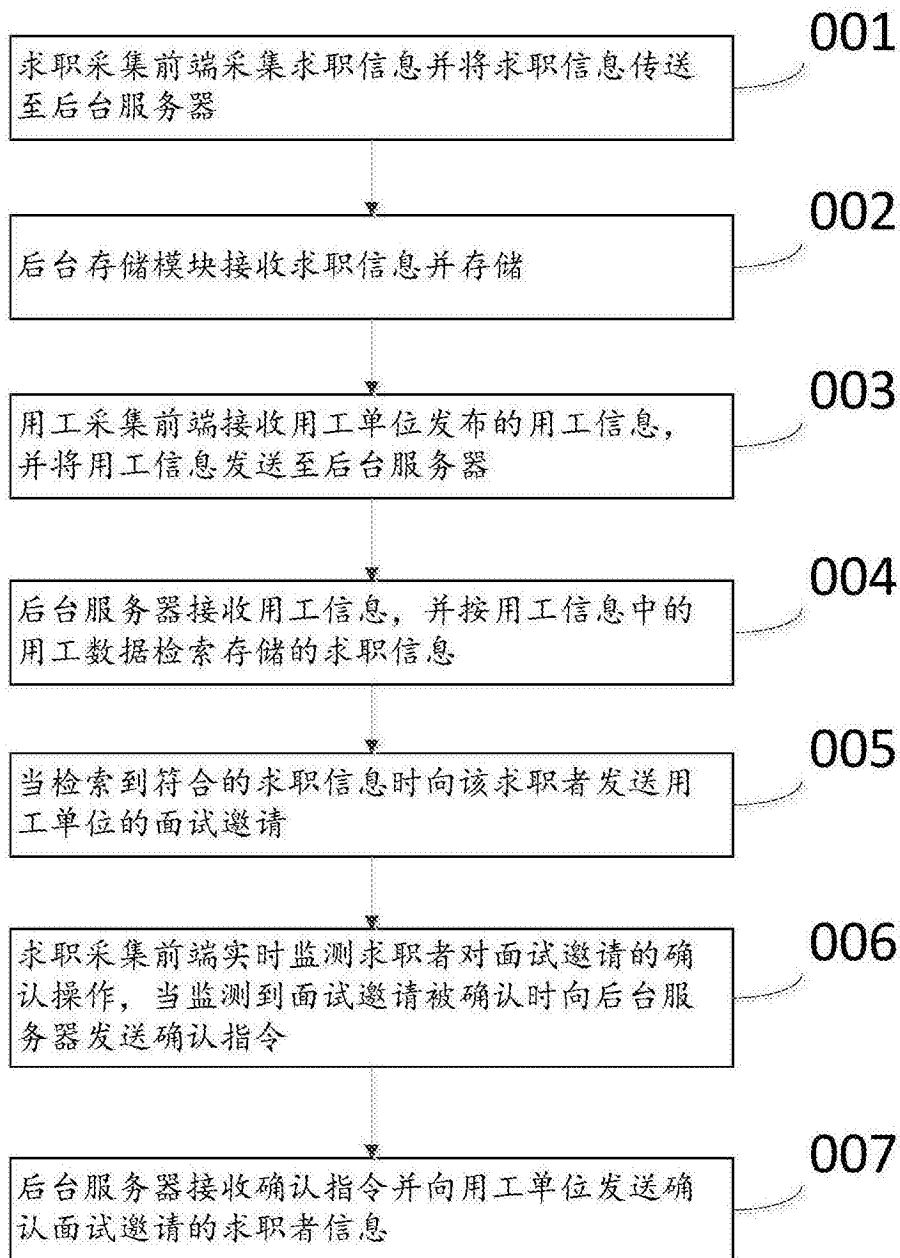 001
求职采集前端采集求职信息并将求职信息传送
至后台服务器
002
后台存储模块接收求职信息并存储
003
用工采集前端接收用工单位发布的用工信息，
并将用工信息发送至后台服务器
004
后台服务器接收用工信息，并按用工信息中的
用工数据检索存储的求职信息
005
当检索到符合的求职信息时向该求职者发送用
工单位的面试邀请
006
求职采集前端实时监测求职者对面试邀请的确
认操作，当监测到面试邀请被确认时向后台服
务器发送确认指令
007
后台服务器接收确认指令并向用工单位发送确
认面试邀请的求职者信息